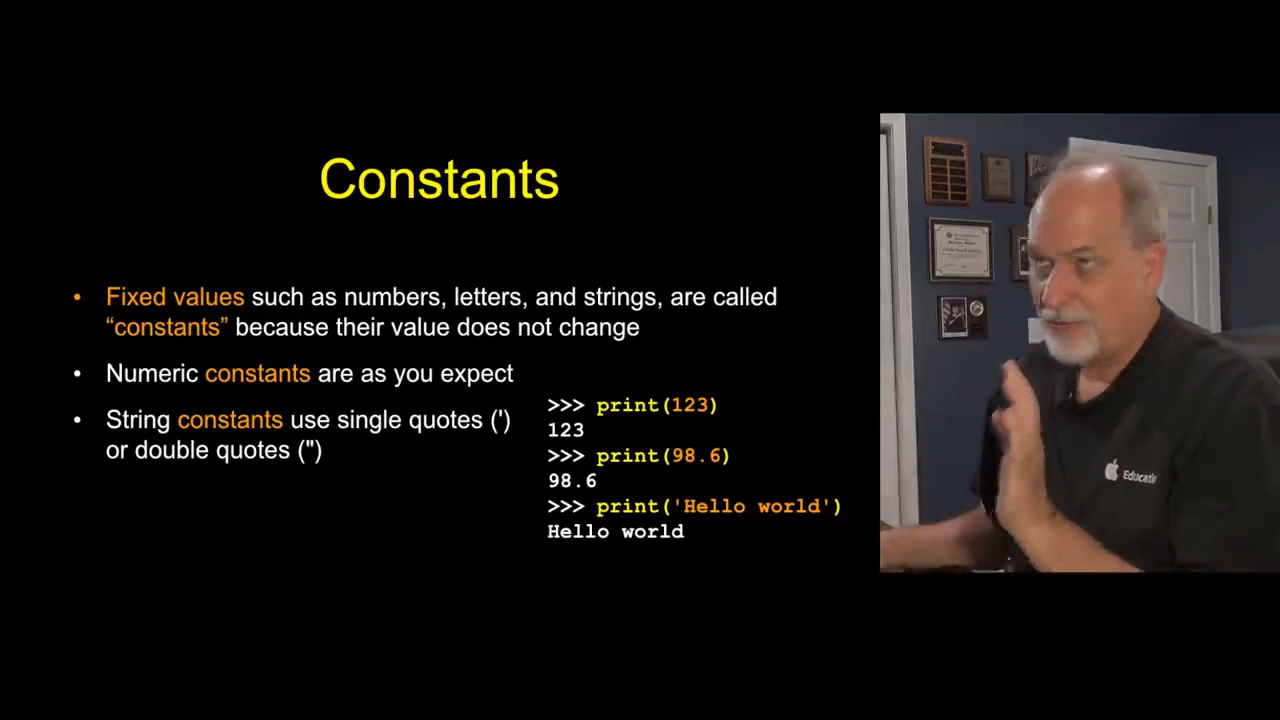 Constants
• Fixed values such as numbers, letters, and strings, are called
“constants” because their value does not change
• Numeric constants are as you expect
• String constants use single quotes (')
or double quotes (")
>>> print(123)
123
>>> print(98.6)
98.6
>>> print('Hello world')
Hello world